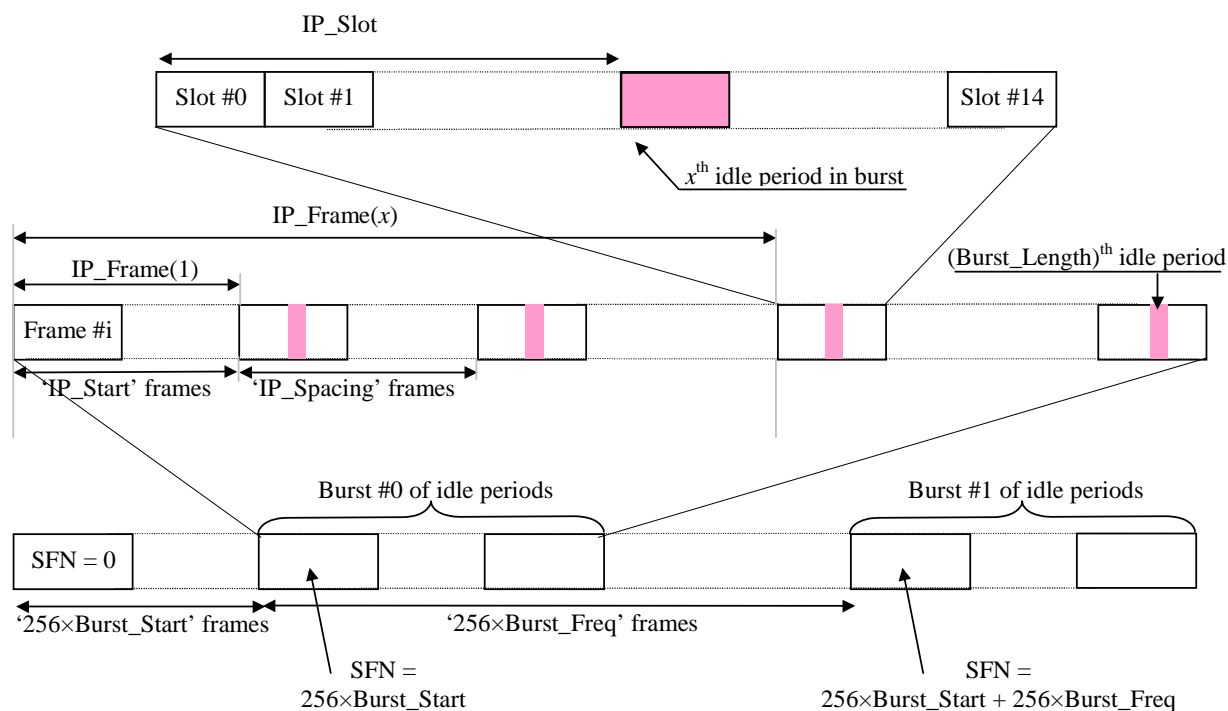 IP_Slot
Slot #0
Slot #1
Slot #14
xth idle period in burst
IP_Frame(x)
IP_Frame(1)
(Burst_Length)th idle period
Frame #i
‘IP_Start’ frames
‘IP_Spacing’ frames
Burst #0 of idle periods
Burst #1 of idle periods
SFN = 0
‘256×Burst_Start’ frames
‘256×Burst_Freq’ frames
SFN =
256×Burst_Start
SFN =
256×Burst_Start + 256×Burst_Freq